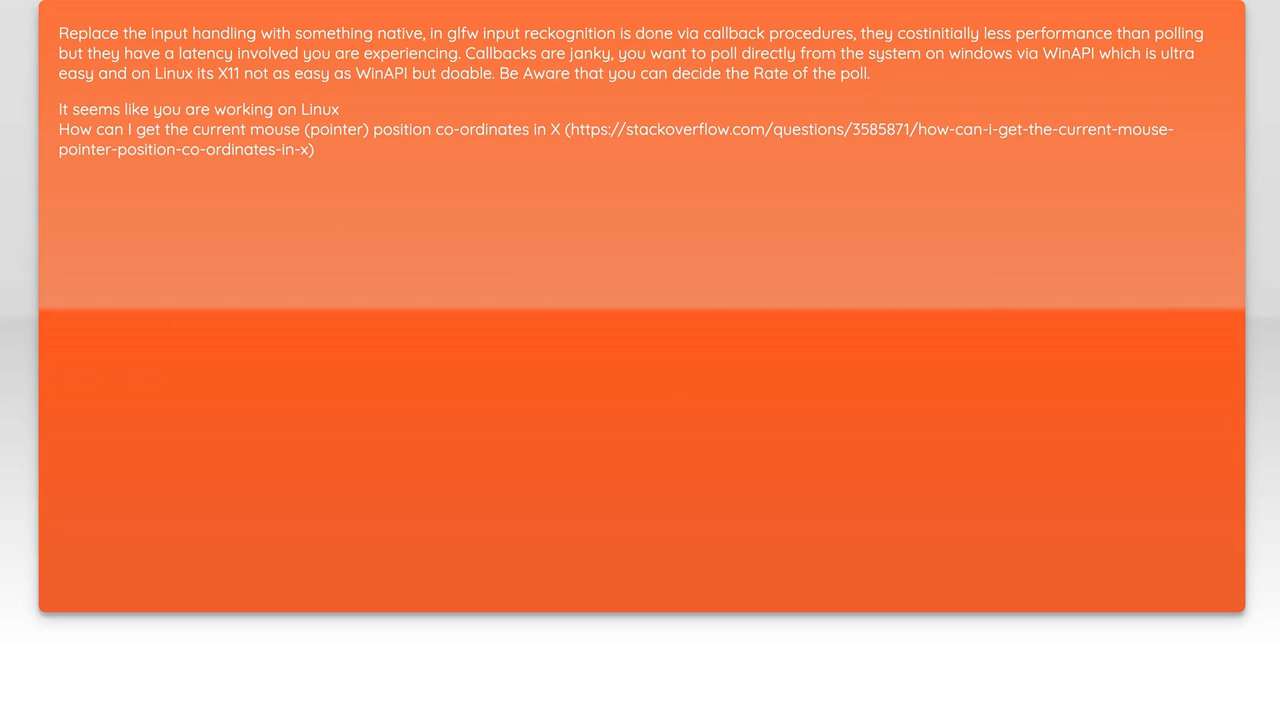 Replace the input handling with something native, in glfw input reckognition is done via callback procedures, they costinitially less performance than polling
but they have a latency involved you are experiencing. Callbacks are janky, you want to poll directly from the system on windows via WinAPI which is ultra
easy and on Linux its X11 not as easy as WinAPI but doable. Be Aware that you can decide the Rate of the poll.
It seems like you are working on Linux
How can I get the current mouse (pointer) position co-ordinates in X (https://stackoverflow.com/questions/3585871/how-can-i-get-the-current-mouse-
pointer-position-co-ordinates-in-x)